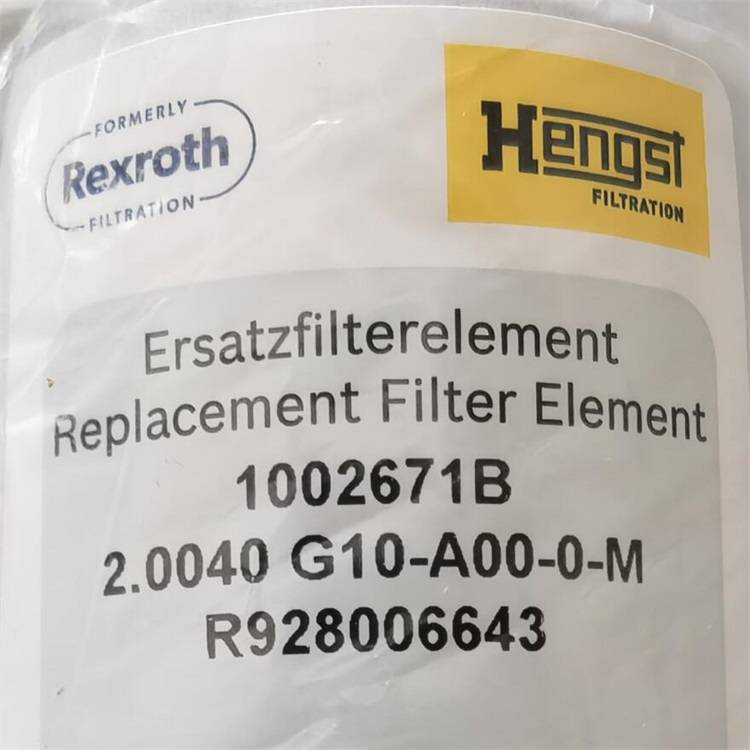 FORMERLY
Rexroth
FILTRATION
Hengst
FILTRATION
Ersatzfilterelement
Replacement Filter Element
1002671B
2.0040 G10-A00-0-M
R928006643